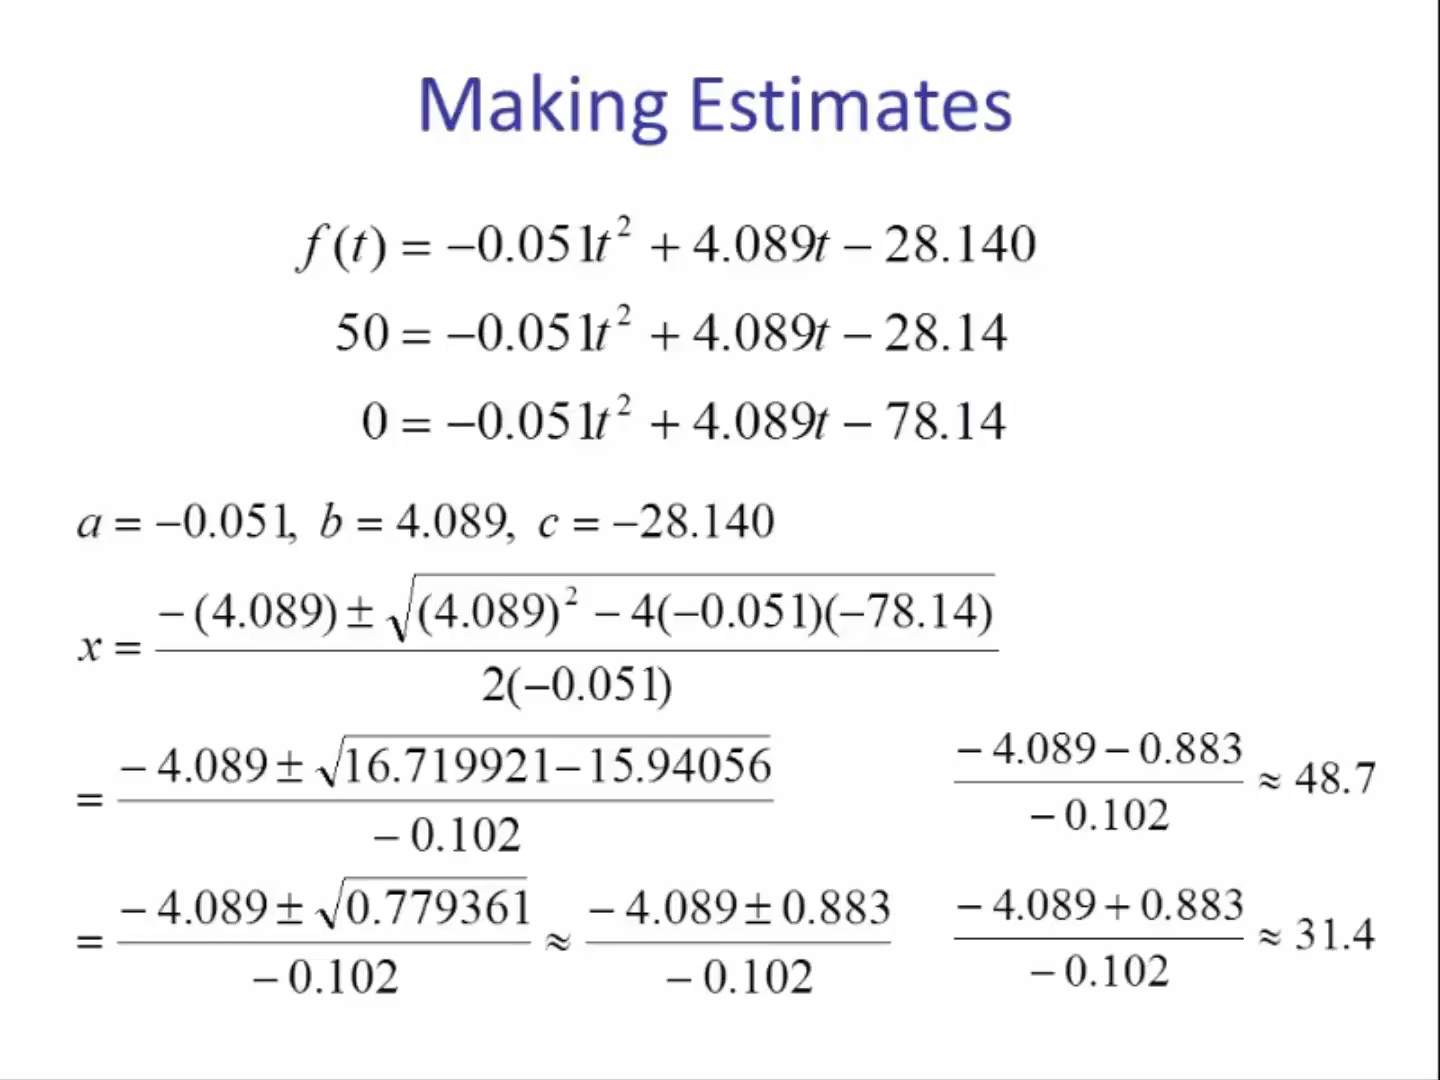 Making Estimates
f(t) = −0.051t² + 4.089t − 28.140
50 = −0.051t² + 4.089t − 28.14
0 = −0.051t² + 4.089t − 78.14
a = −0.051, b = 4.089, c = −28.140
x = (−(4.089) ± √((4.089)² − 4(−0.051)(−78.14))) / (2(−0.051))
= (−4.089 ± √(16.719921−15.94056)) / (−0.102)
(−4.089 − 0.883) / (−0.102) ≈ 48.7
= (−4.089 ± √(0.779361)) / (−0.102) ≈ (−4.089 ± 0.883) / (−0.102)
(−4.089 + 0.883) / (−0.102) ≈ 31.4